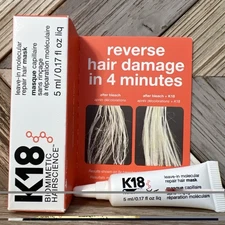 leave-in molecular
repair hair mask
masque capillaire
sans rinçage
à réparation moléculaire
5 ml/0.17 fl oz liq
K18
BIOMIMETIC
HAIRSCIENCE
reverse
hair damage
in 4 minutes
after bleach
after bleach + K18
K18
leave-in molecular
repair hair mask
masque capillaire
5 ml/0.17 fl oz liq